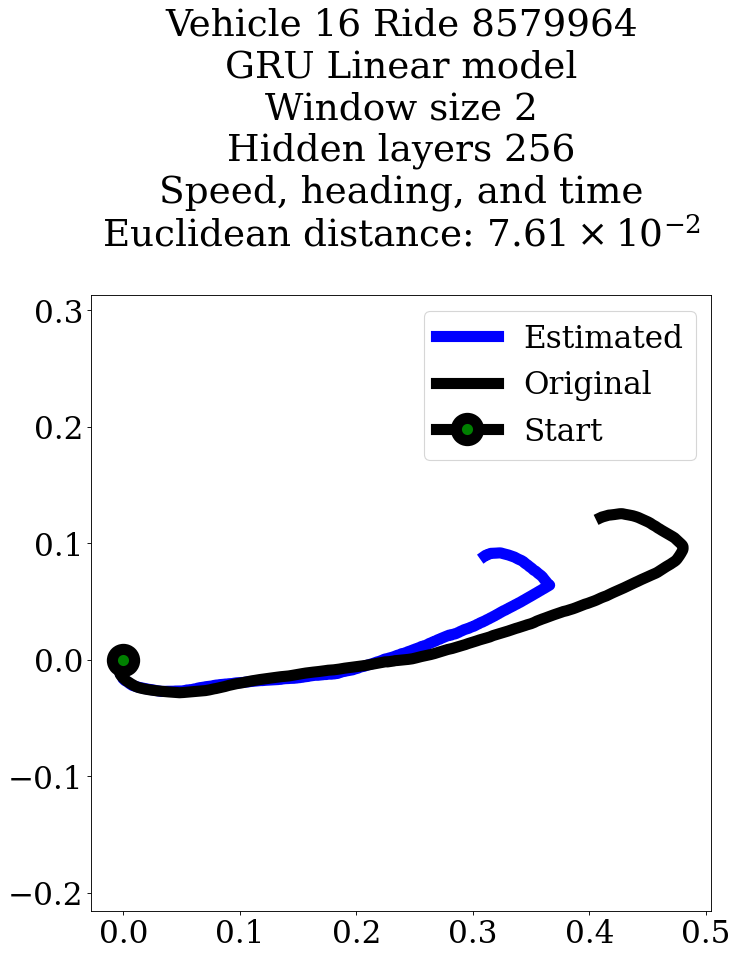 Vehicle 16 Ride 8579964
GRU Linear model
Window size 2
Hidden layers 256
Speed, heading, and time
Euclidean distance: 7.61 × 10⁻²
Estimated
Original
Start
0.3
0.2
0.1
0.0
−0.1
−0.2
0.0 0.1 0.2 0.3 0.4 0.5